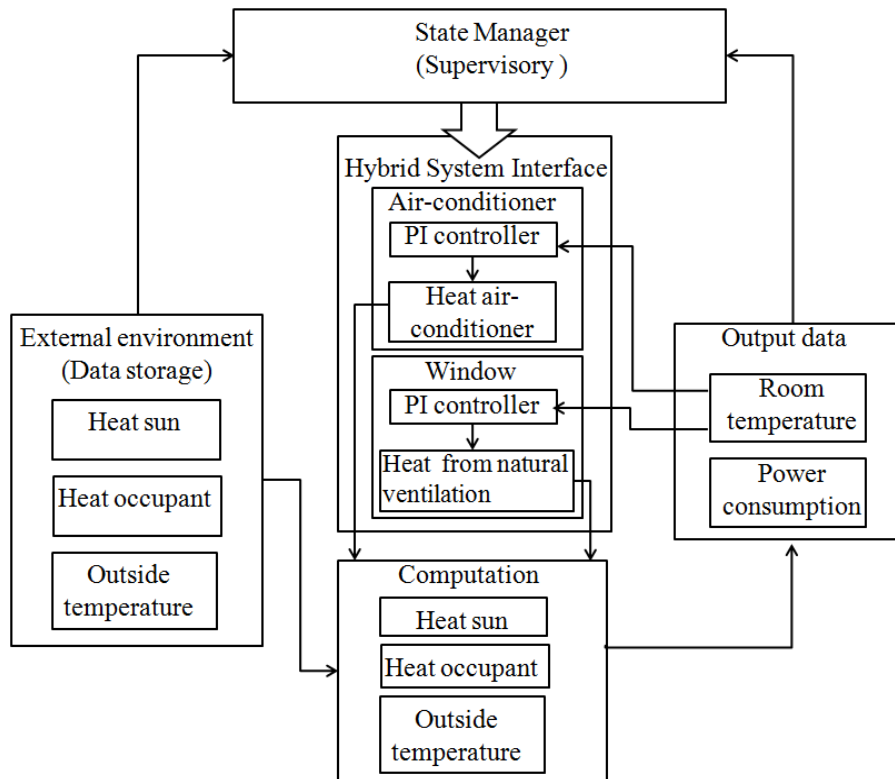 State Manager
(Supervisory )
Hybrid System Interface
Air-conditioner
PI controller
Heat air-
conditioner
Window
PI controller
Heat from natural
ventilation
External environment
(Data storage)
Heat sun
Heat occupant
Outside
temperature
Output data
Room
temperature
Power
consumption
Computation
Heat sun
Heat occupant
Outside
temperature